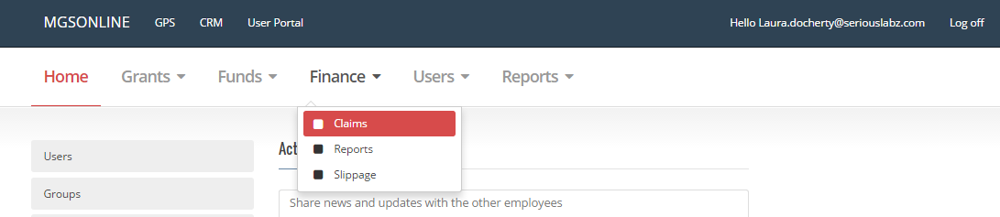 MGSONLINE GPS CRM User Portal Hello Laura.docherty@seriouslabz.com Log off
Home Grants Funds Finance Users Reports
Claims
Reports
Slippage
Users
Groups
Act
Share news and updates with the other employees